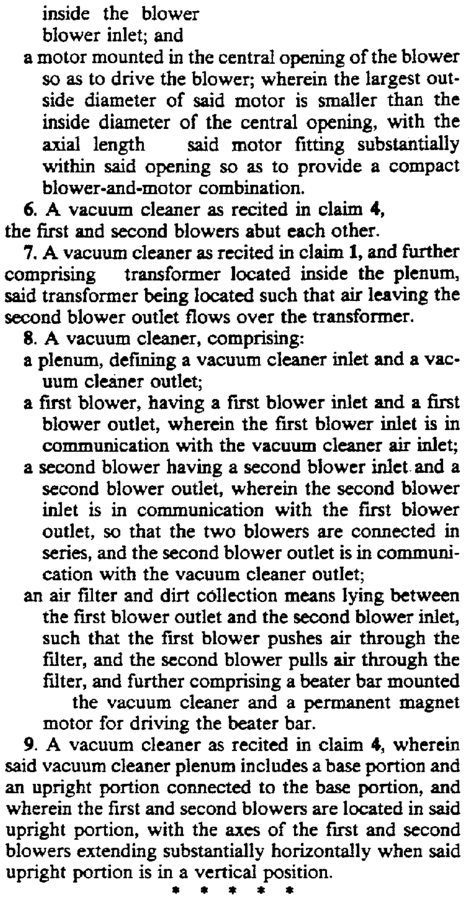 inside the blower
blower inlet; and
a motor mounted in the central opening of the blower
so as to drive the blower; wherein the largest out-
side diameter of said motor is smaller than the
inside diameter of the central opening, with the
axial length said motor fitting substantially
within said opening so as to provide a compact
blower-and-motor combination.
6. A vacuum cleaner as recited in claim 4,
the first and second blowers abut each other.
7. A vacuum cleaner as recited in claim 1, and further
comprising transformer located inside the plenum,
said transformer being located such that air leaving the
second blower outlet flows over the transformer.
8. A vacuum cleaner, comprising:
a plenum, defining a vacuum cleaner inlet and a vac-
uum cleaner outlet;
a first blower, having a first blower inlet and a first
blower outlet, wherein the first blower inlet is in
communication with the vacuum cleaner air inlet;
a second blower having a second blower inlet and a
second blower outlet, wherein the second blower
inlet is in communication with the first blower
outlet, so that the two blowers are connected in
series, and the second blower outlet is in communi-
cation with the vacuum cleaner outlet;
an air filter and dirt collection means lying between
the first blower outlet and the second blower inlet,
such that the first blower pushes air through the
filter, and the second blower pulls air through the
filter, and further comprising a beater bar mounted
the vacuum cleaner and a permanent magnet
motor for driving the beater bar.
9. A vacuum cleaner as recited in claim 4, wherein
said vacuum cleaner plenum includes a base portion and
an upright portion connected to the base portion, and
wherein the first and second blowers are located in said
upright portion, with the axes of the first and second
blowers extending substantially horizontally when said
upright portion is in a vertical position.
* * * * *